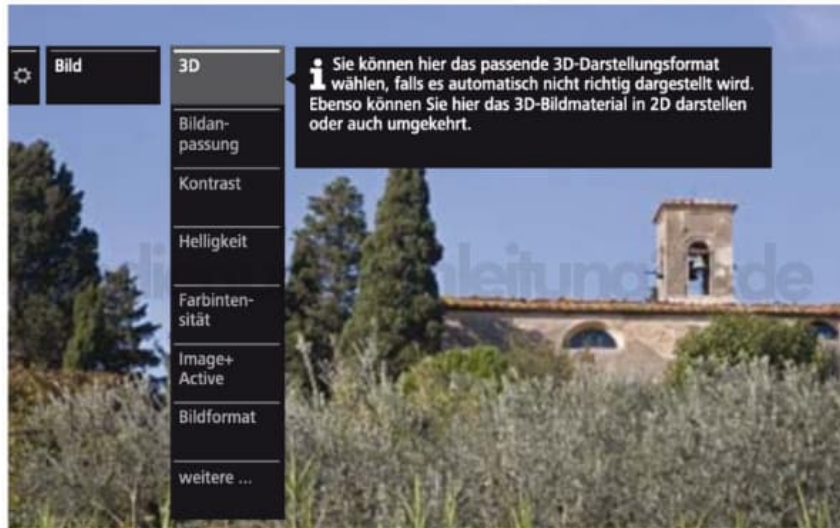 Bild
3D
Sie können hier das passende 3D-Darstellungsformat
wählen, falls es automatisch nicht richtig dargestellt wird.
Ebenso können Sie hier das 3D-Bildmaterial in 2D darstellen
oder auch umgekehrt.
Bildan-
passung
Kontrast
Helligkeit
Farbinten-
sität
Image+
Active
Bildformat
weitere ...